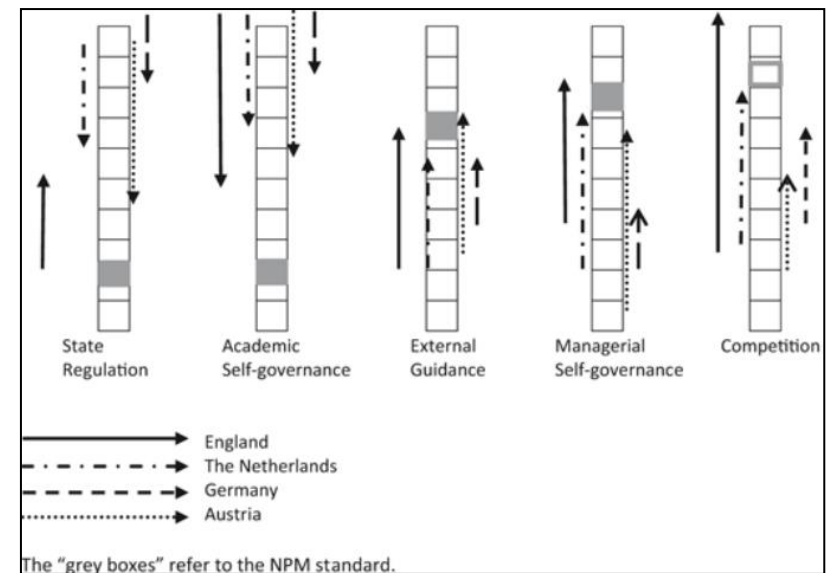 State
Regulation
Academic
Self-governance
External
Guidance
Managerial
Self-governance
Competition
England
The Netherlands
Germany
Austria
The “grey boxes” refer to the NPM standard.